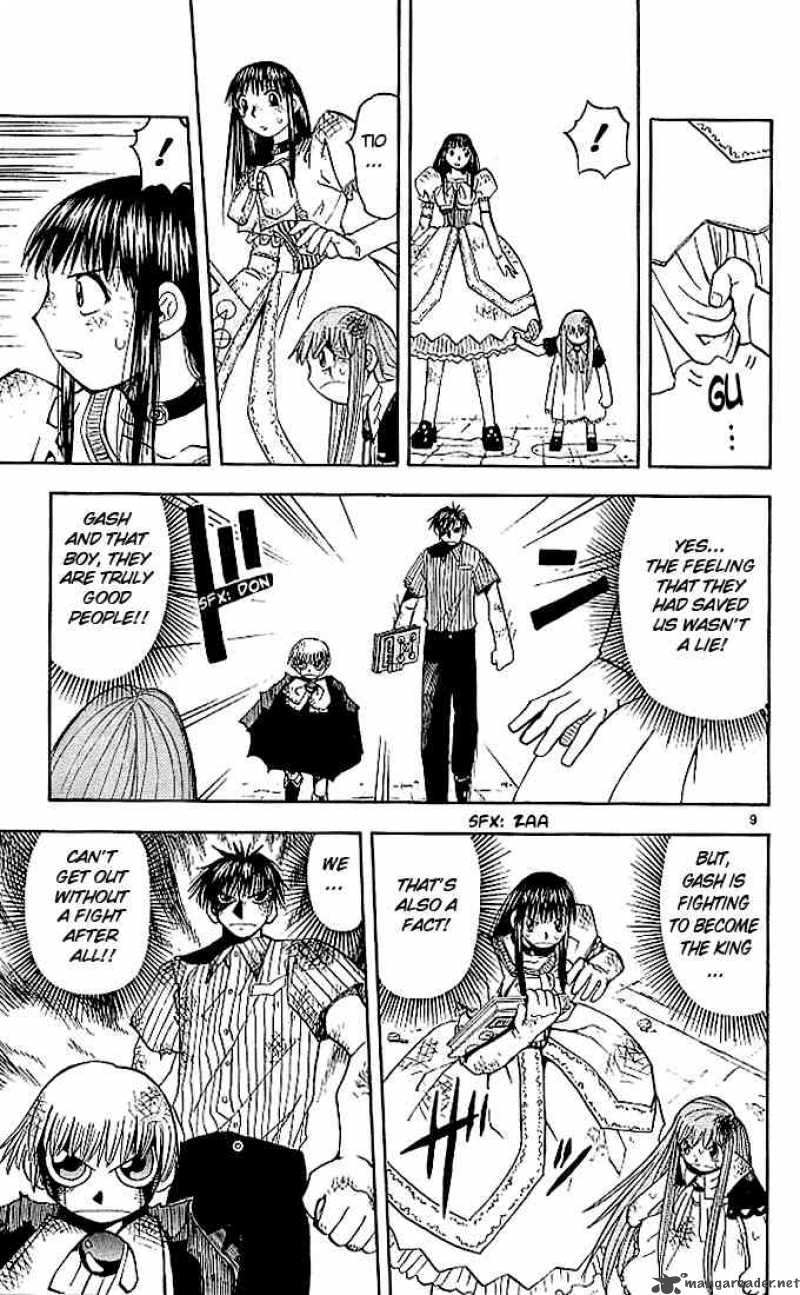 GU
...
!
TIO
...
!
YES...
THE FEELING
THAT THEY
HAD SAVED
US WASN'T
A LIE!
SFX: DON
GASH
AND THAT
BOY, THEY
ARE TRULY
GOOD
PEOPLE!!
SFX: ZAA
9
BUT,
GASH IS
FIGHTING
TO BECOME
THE KING
...
THAT'S
ALSO A
FACT!
WE
...
CAN'T
GET OUT
WITHOUT
A FIGHT
AFTER
ALL!!
mangareader.net